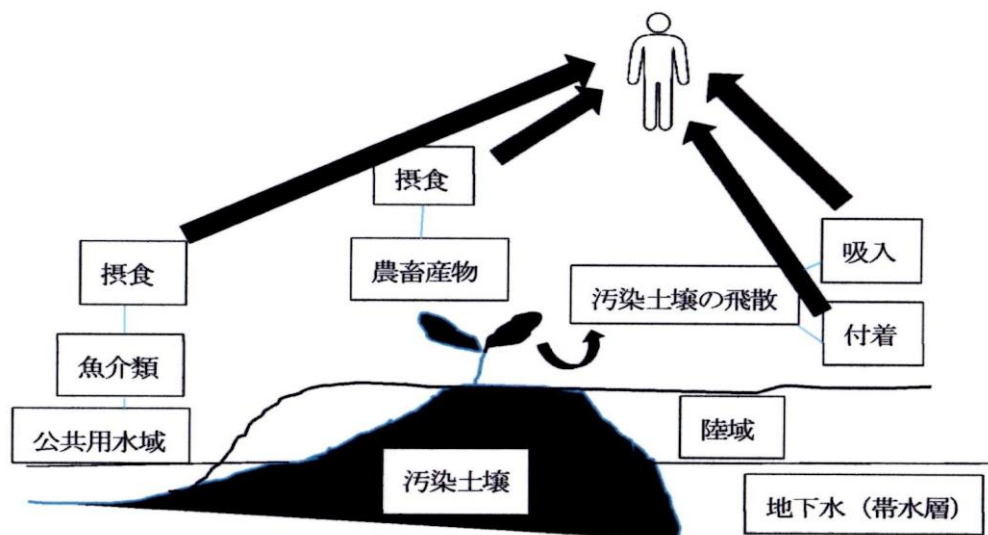 摂食
農畜産物
摂食
魚介類
公共用水域
汚染土壌の飛散
吸入
付着
陸域
汚染土壌
地下水（帯水層）